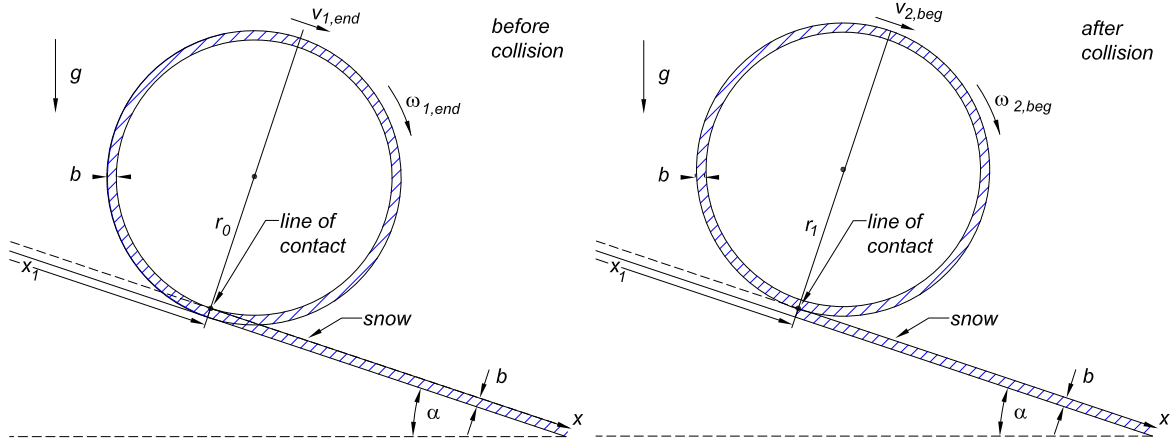 v1,end
before
collision
g
ω1,end
b
r0
line of
contact
x1
snow
b
α
x
v2,beg
after
collision
g
ω2,beg
b
r1
line of
contact
x1
snow
b
α
x